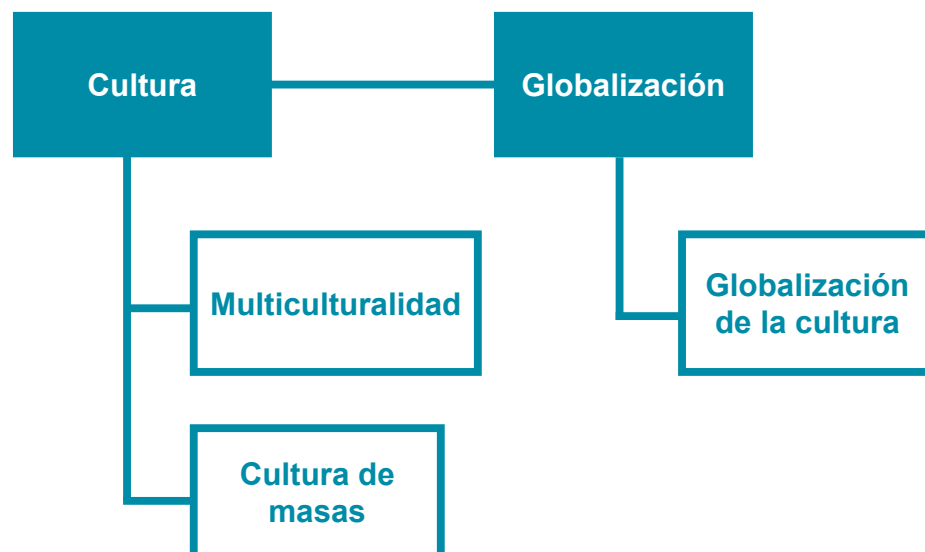 Cultura
Globalización
Multiculturalidad
Globalización
de la cultura
Cultura de
masas